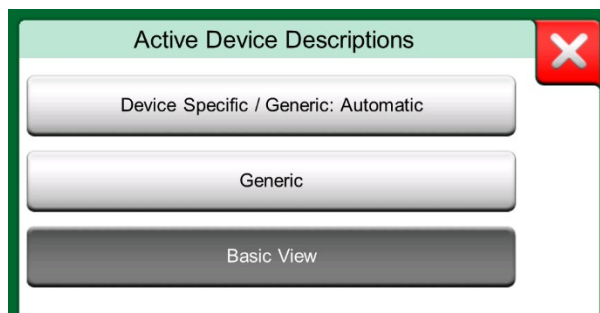 Active Device Descriptions
Device Specific / Generic: Automatic
Generic
Basic View